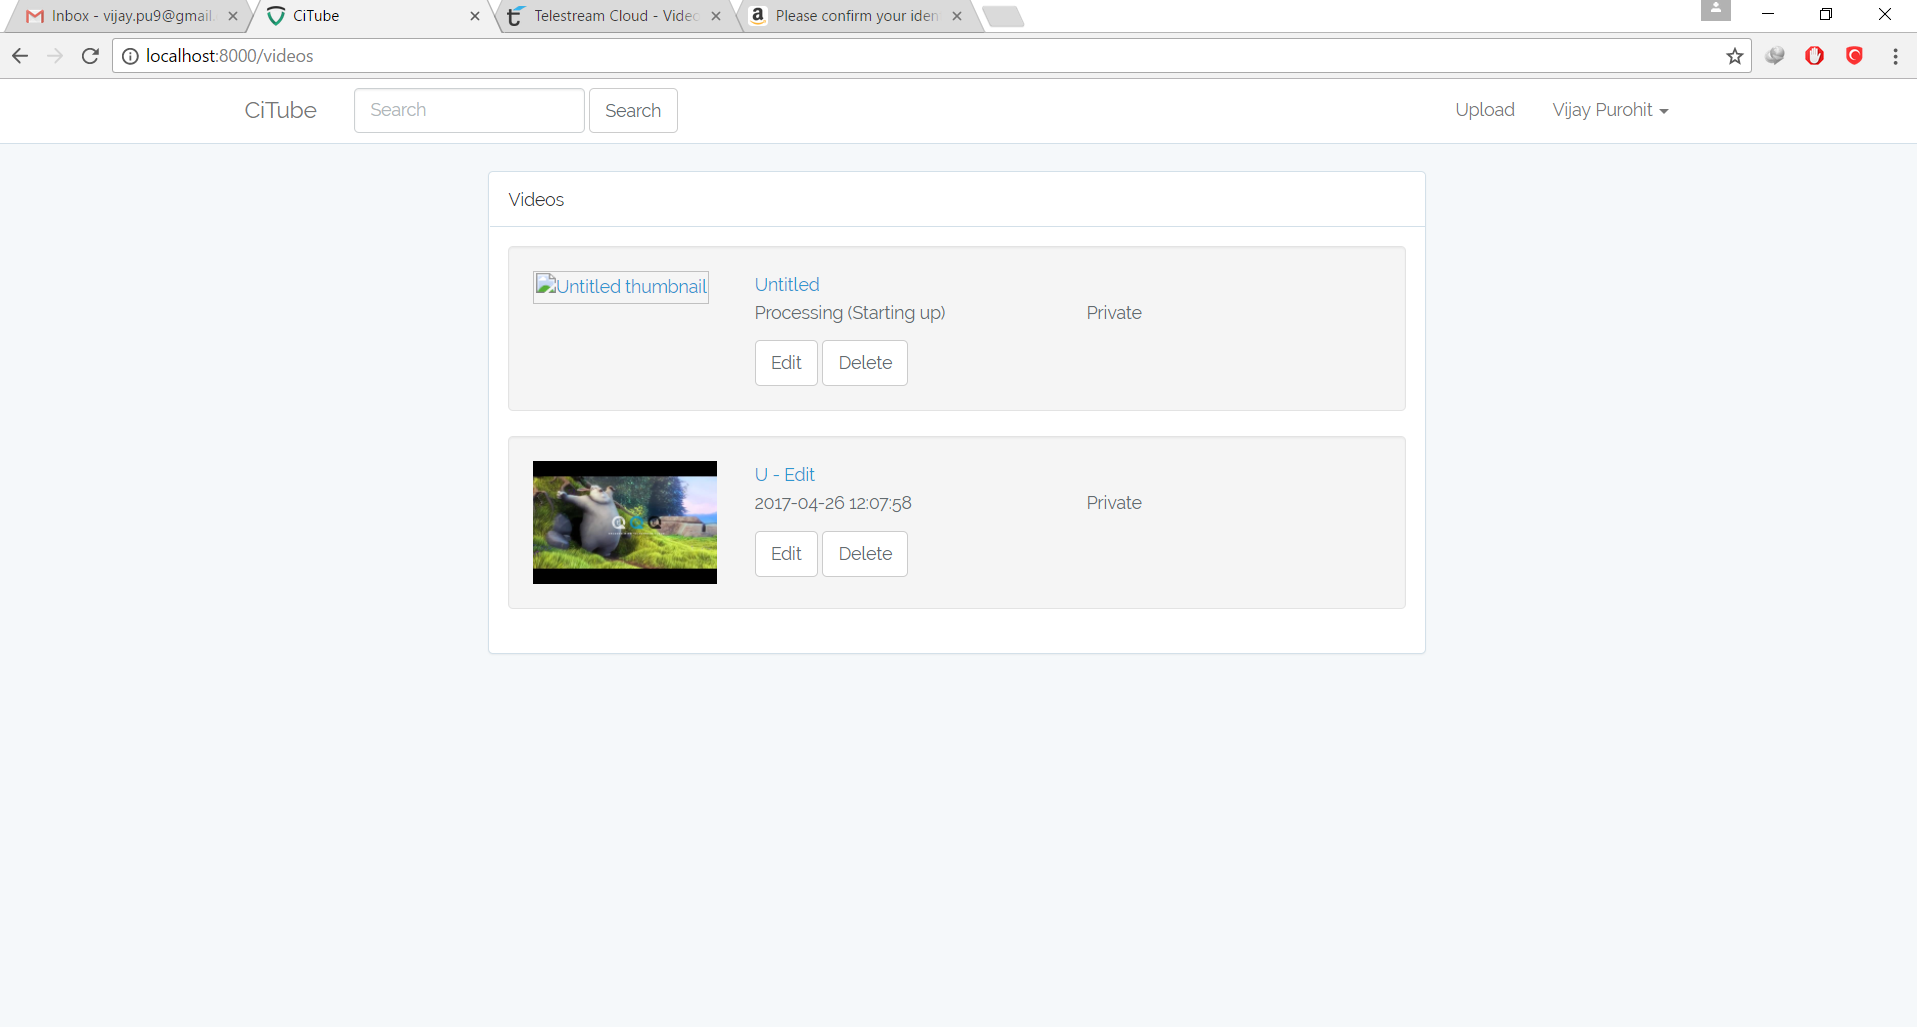 Inbox - vijay.pu9@gmail.
CiTube
Telestream Cloud - Videc
Please confirm your iden
localhost:8000/videos
CiTube
Search
Search
Upload
Vijay Purohit
Videos
Untitled thumbnail
Untitled
Processing (Starting up)
Private
Edit
Delete
U - Edit
2017-04-26 12:07:58
Private
Edit
Delete